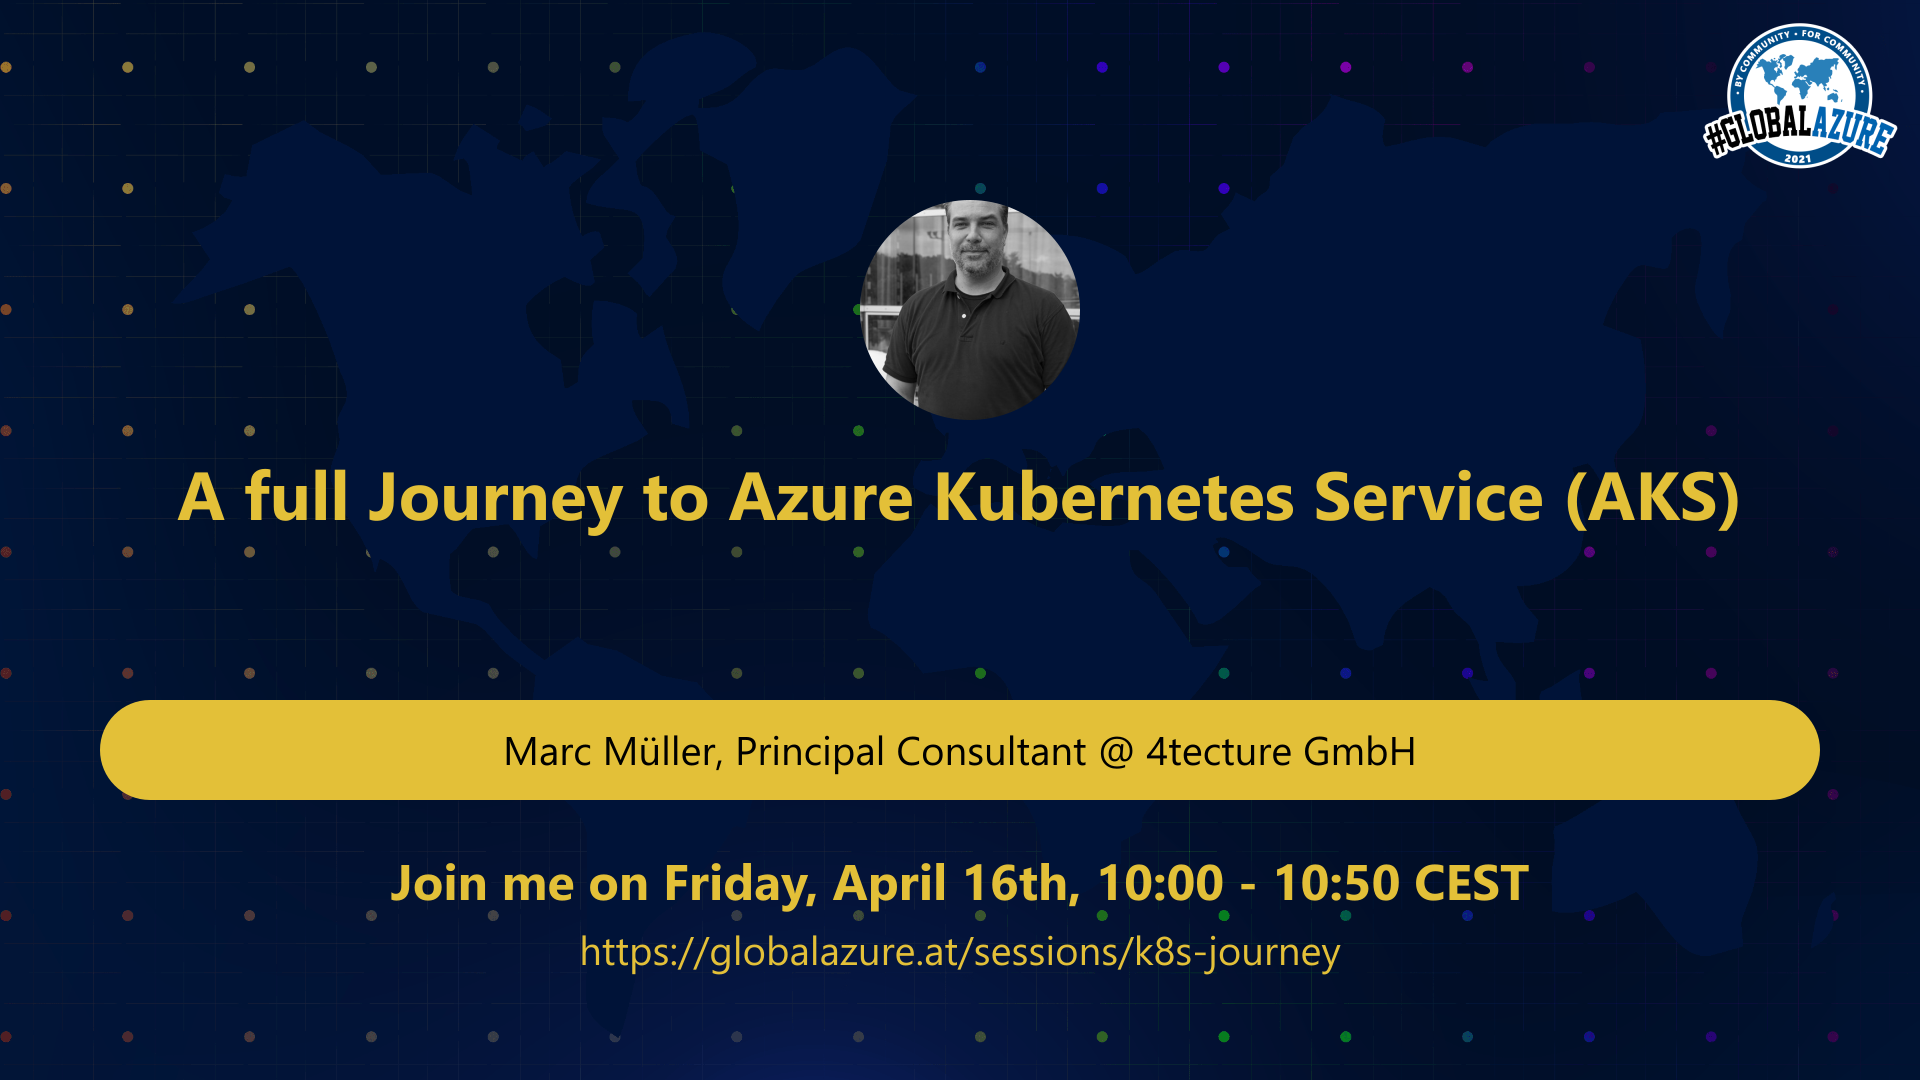 • BY COMMUNITY • FOR COMMUNITY •
#GLOBALAZURE
2021
A full Journey to Azure Kubernetes Service (AKS)
Marc Müller, Principal Consultant @ 4tecture GmbH
Join me on Friday, April 16th, 10:00 - 10:50 CEST
https://globalazure.at/sessions/k8s-journey